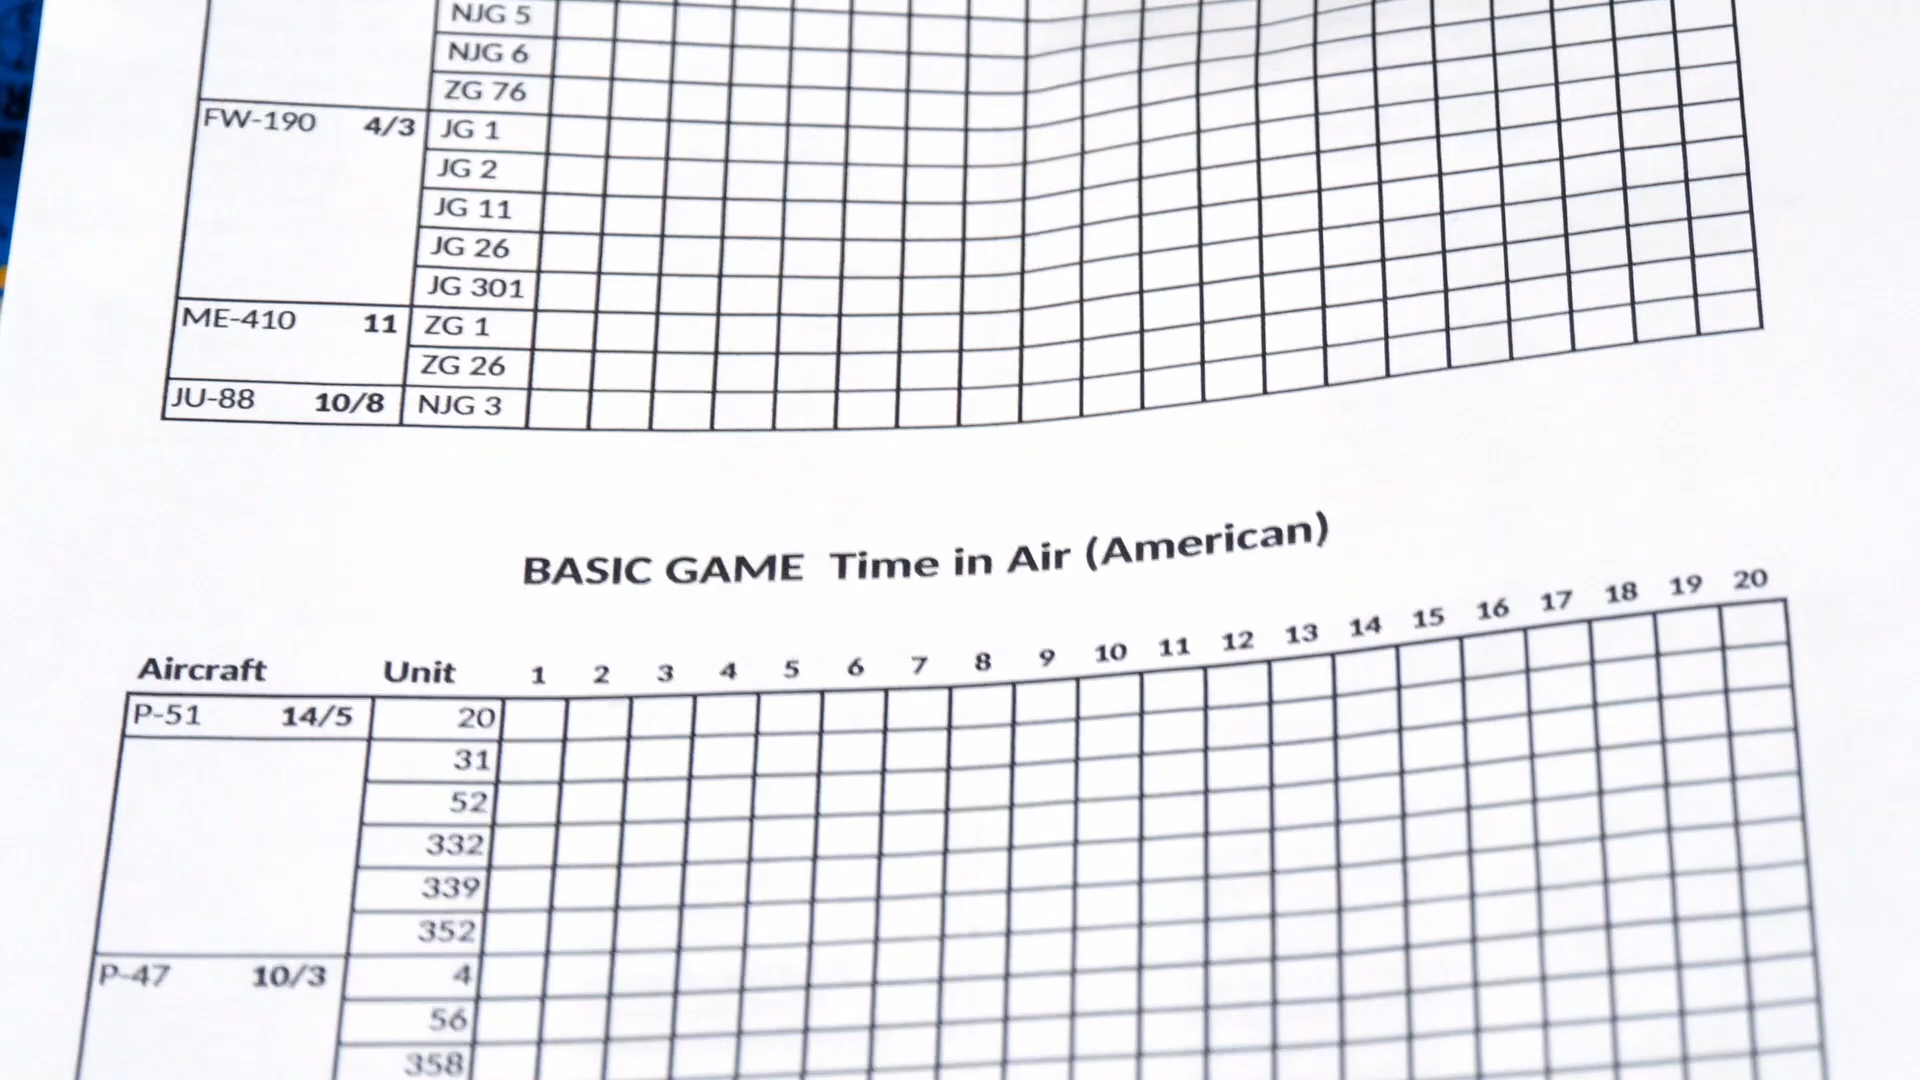 NJG 5
NJG 6
ZG 76
FW-190 4/3 JG 1
JG 2
JG 11
JG 26
JG 301
ME-410 11 ZG 1
ZG 26
JU-88 10/8 NJG 3
BASIC GAME Time in Air (American)
Aircraft Unit 1 2 3 4 5 6 7 8 9 10 11 12 13 14 15 16 17 18 19 20
P-51 14/5 20
31
52
332
339
352
P-47 10/3 4
56
358